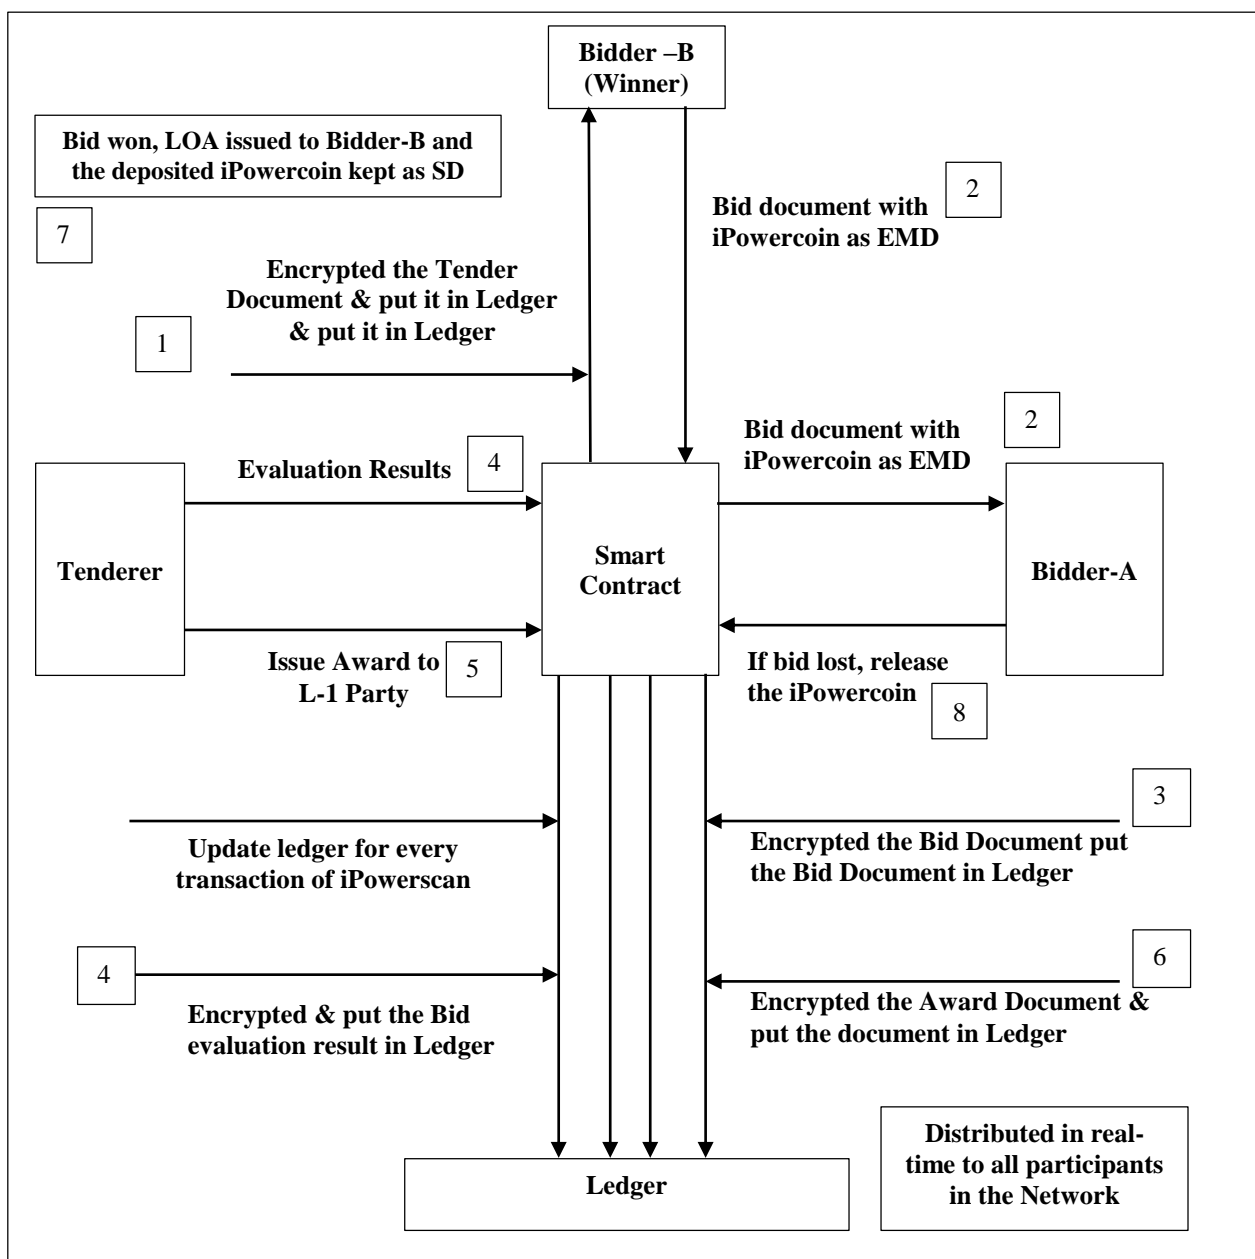 Bidder –B
(Winner)
Bid won, LOA issued to Bidder-B and
the deposited iPowercoin kept as SD
7
2
Bid document with
iPowercoin as EMD
Encrypted the Tender
Document & put it in Ledger
& put it in Ledger
1
2
Bid document with
iPowercoin as EMD
Evaluation Results
4
Tenderer
Smart
Contract
Bidder-A
Issue Award to
L-1 Party
5
If bid lost, release
the iPowercoin
8
3
Update ledger for every
transaction of iPowerscan
Encrypted the Bid Document put
the Bid Document in Ledger
4
Encrypted & put the Bid
evaluation result in Ledger
6
Encrypted the Award Document &
put the document in Ledger
Ledger
Distributed in real-
time to all participants
in the Network